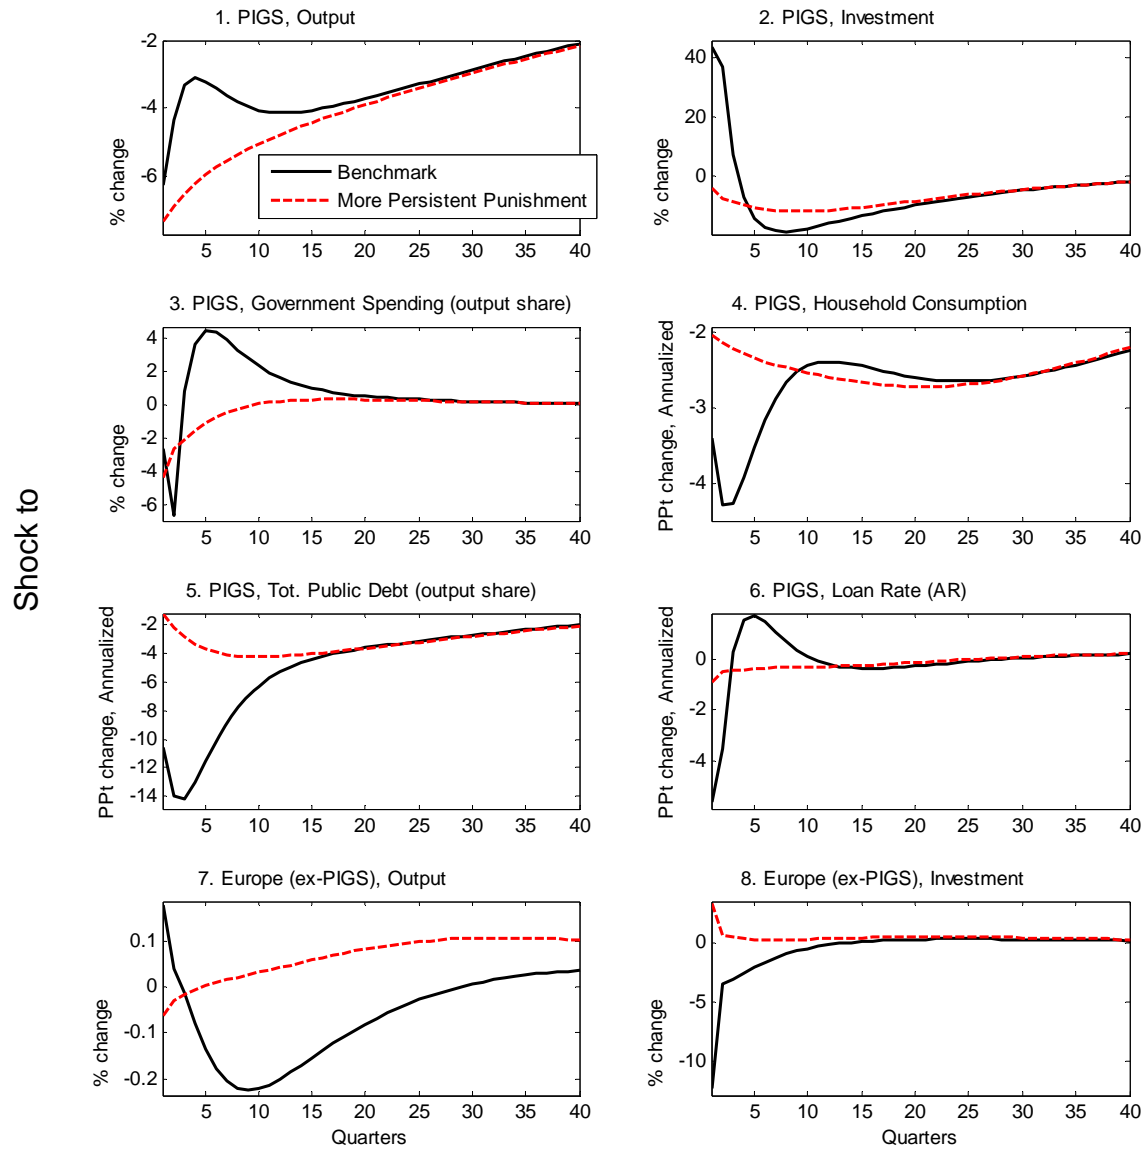 Shock to
1. PIGS, Output
% change
-2
-4
-6
5 10 15 20 25 30 35 40
Benchmark
More Persistent Punishment
2. PIGS, Investment
% change
40
20
0
5 10 15 20 25 30 35 40
3. PIGS, Government Spending (output share)
% change
4
2
0
-2
-4
-6
5 10 15 20 25 30 35 40
4. PIGS, Household Consumption
PPt change, Annualized
-2
-3
-4
5 10 15 20 25 30 35 40
5. PIGS, Tot. Public Debt (output share)
PPt change, Annualized
-2
-4
-6
-8
-10
-12
-14
5 10 15 20 25 30 35 40
6. PIGS, Loan Rate (AR)
PPt change, Annualized
0
-2
-4
5 10 15 20 25 30 35 40
7. Europe (ex-PIGS), Output
% change
0.1
0
-0.1
-0.2
5 10 15 20 25 30 35 40
Quarters
8. Europe (ex-PIGS), Investment
% change
0
-5
-10
5 10 15 20 25 30 35 40
Quarters